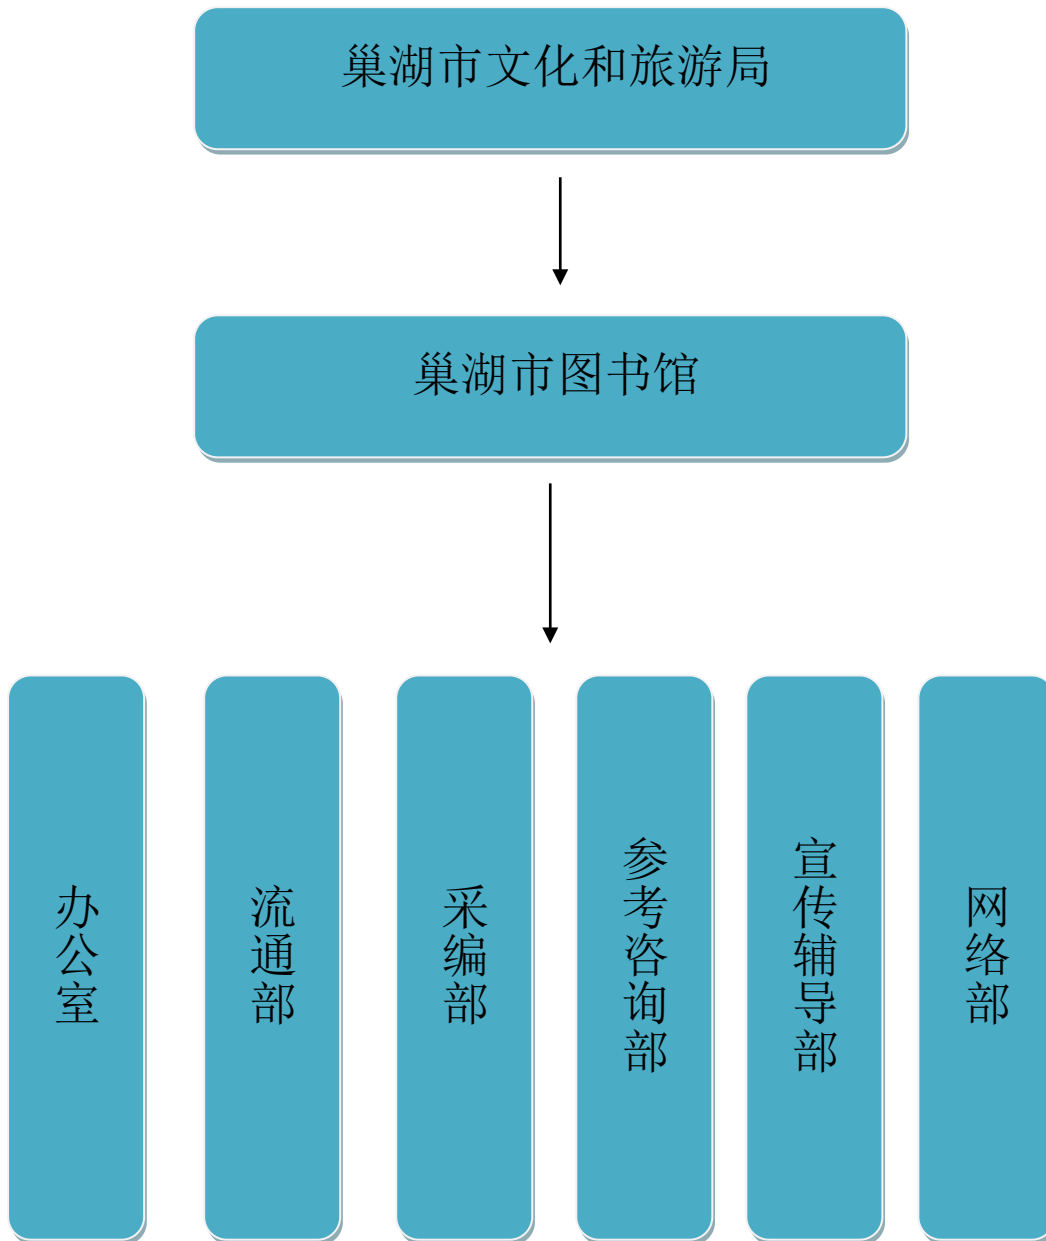 巢湖市文化和旅游局
巢湖市图书馆
办公室
流通部
采编部
参考咨询部
宣传辅导部
网络部